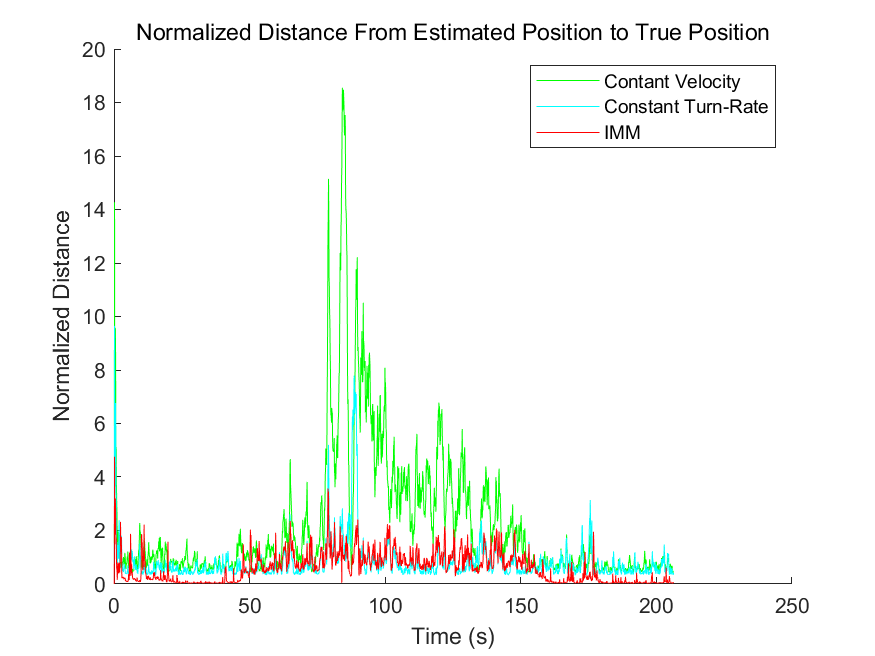 Normalized Distance From Estimated Position to True Position
20
18
16
14
12
10
8
6
4
2
0
Normalized Distance
Contant Velocity
Constant Turn-Rate
IMM
0 50 100 150 200 250
Time (s)